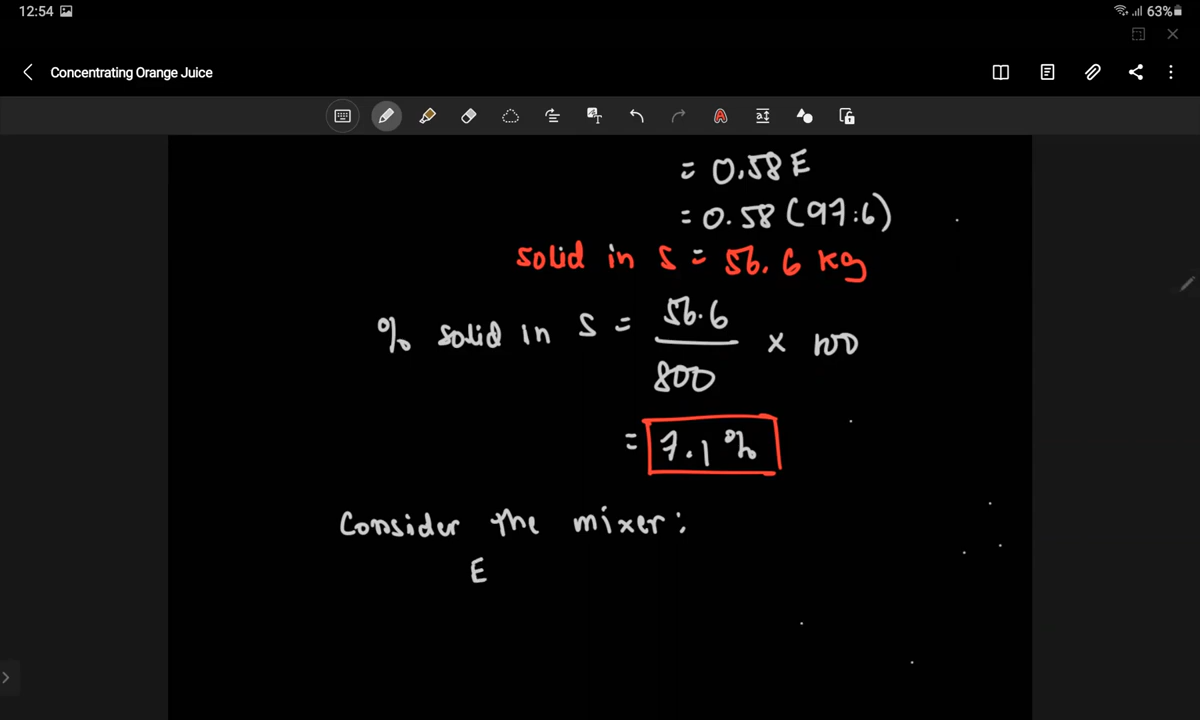 12:54 63%
Concentrating Orange Juice
= 0.58 E
= 0.58 (97.6)
solid in S = 56.6 kg
% solid in S = 56.6 / 800 × 100
= 7.1 %
Consider the mixer:
E